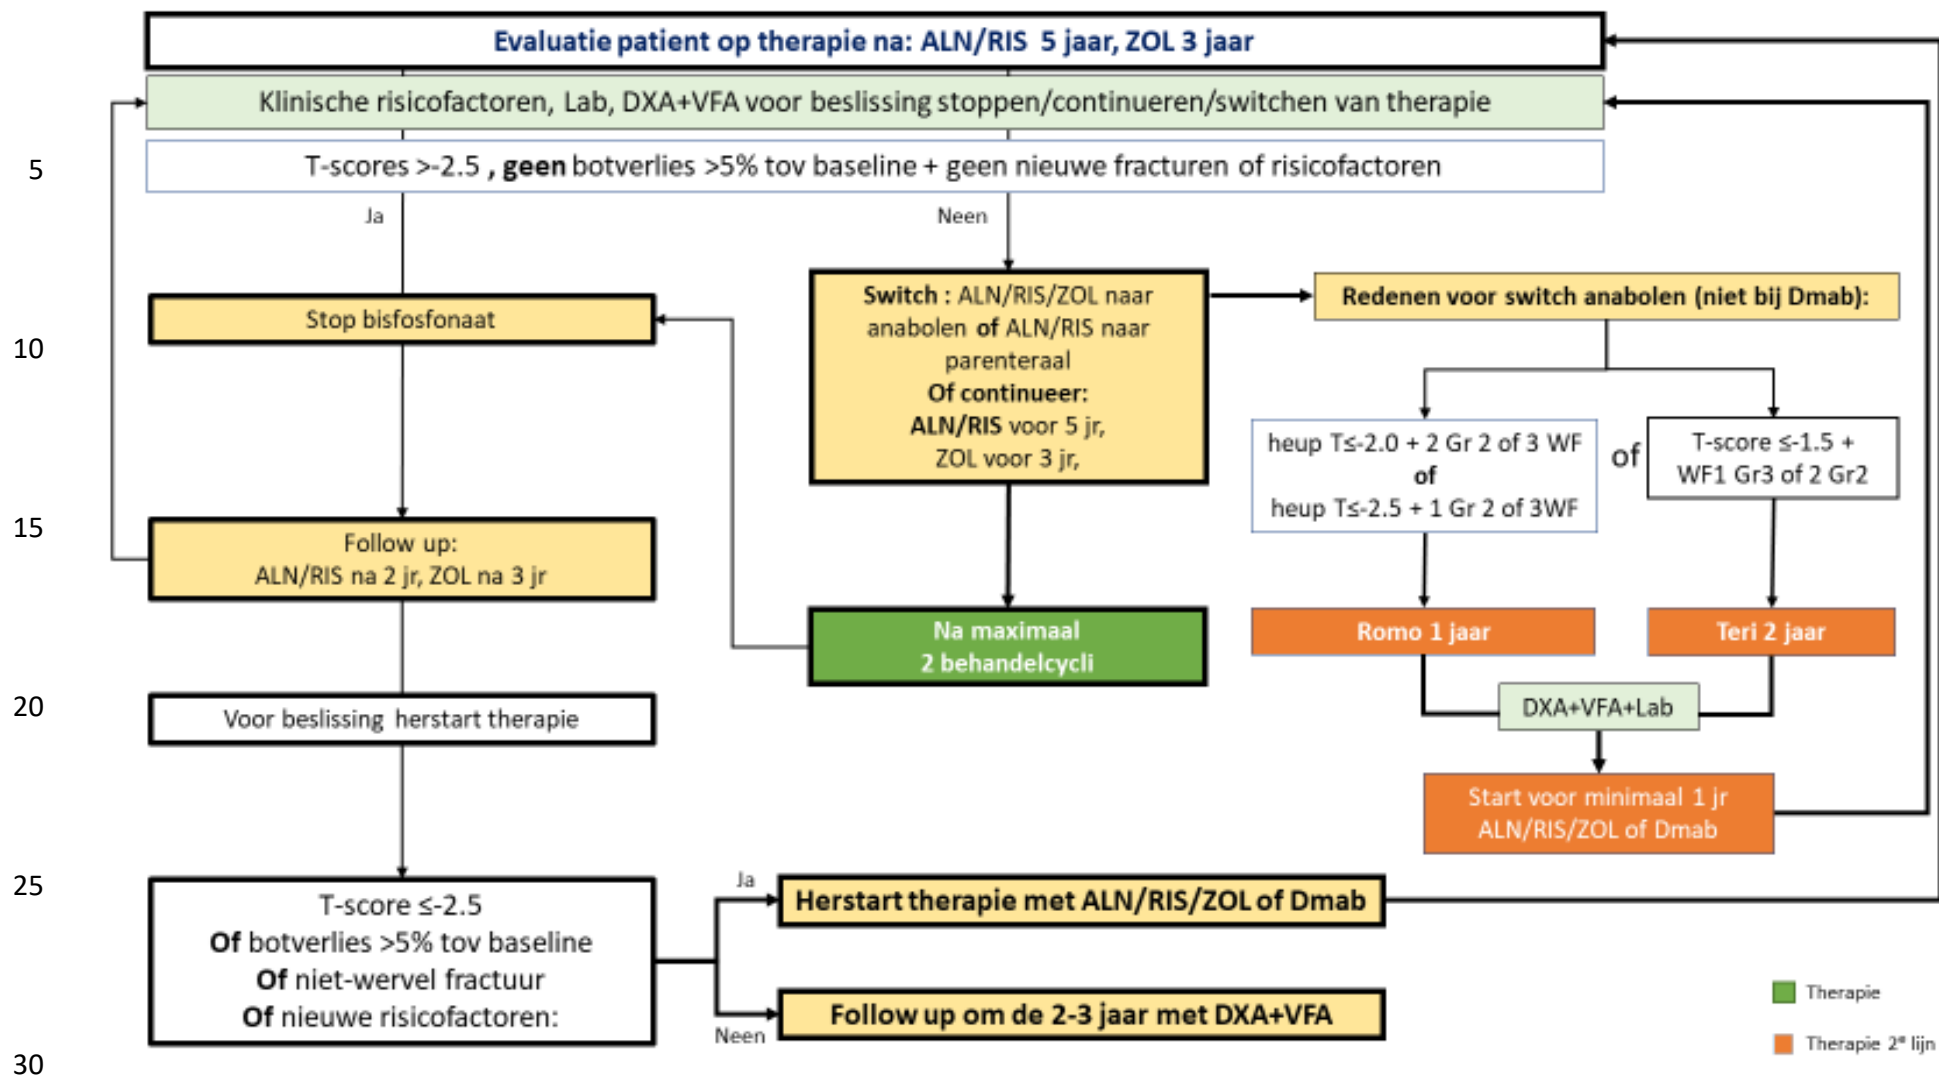 Evaluatie patient op therapie na: ALN/RIS 5 jaar, ZOL 3 jaar
Klinische risicofactoren, Lab, DXA+VFA voor beslissing stoppen/continueren/switchen van therapie
5
T-scores >-2.5 , geen botverlies >5% tov baseline + geen nieuwe fracturen of risicofactoren
Ja
Neen
Switch : ALN/RIS/ZOL naar
anabolen of ALN/RIS naar
parenteraal
Of continueer:
ALN/RIS voor 5 jr,
ZOL voor 3 jr,
Redenen voor switch anabolen (niet bij Dmab):
Stop bisfosfonaat
10
heup T≤-2.0 + 2 Gr 2 of 3 WF
of
heup T≤-2.5 + 1 Gr 2 of 3WF
of
T-score ≤-1.5 +
WF1 Gr3 of 2 Gr2
15
Follow up:
ALN/RIS na 2 jr, ZOL na 3 jr
Na maximaal
2 behandelcycli
Romo 1 jaar
Teri 2 jaar
20
Voor beslissing herstart therapie
DXA+VFA+Lab
Start voor minimaal 1 jr
ALN/RIS/ZOL of Dmab
25
T-score ≤-2.5
Of botverlies >5% tov baseline
Of niet-wervel fractuur
Of nieuwe risicofactoren:
Ja
Herstart therapie met ALN/RIS/ZOL of Dmab
Neen
Follow up om de 2-3 jaar met DXA+VFA
Therapie
Therapie 2e lijn
30